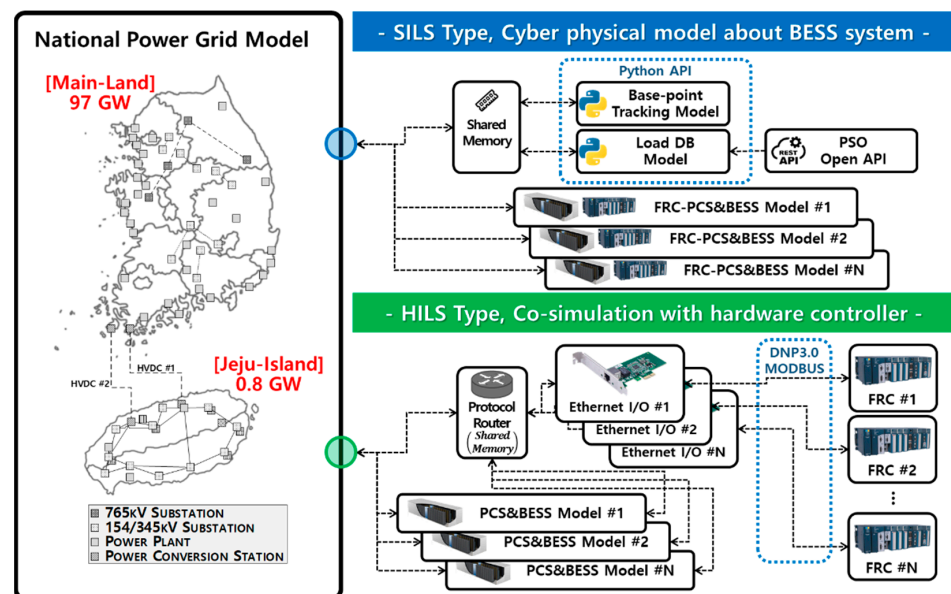 National Power Grid Model
[Main-Land]
97 GW
HVDC #2
HVDC #1
[Jeju-Island]
0.8 GW
765kV Substation
154/345kV Substation
Power Plant
Power Conversion Station
- SILS Type, Cyber physical model about BESS system -
Python API
Shared
Memory
Base-point
Tracking Model
Load DB
Model
REST
API
PSO
Open API
FRC-PCS&BESS Model #1
FRC-PCS&BESS Model #2
FRC-PCS&BESS Model #N
- HILS Type, Co-simulation with hardware controller -
Protocol
Router
(Shared
Memory)
Ethernet I/O #1
Ethernet I/O #2
Ethernet I/O #N
DNP3.0
MODBUS
FRC #1
FRC #2
⋮
FRC #N
PCS&BESS Model #1
PCS&BESS Model #2
PCS&BESS Model #N